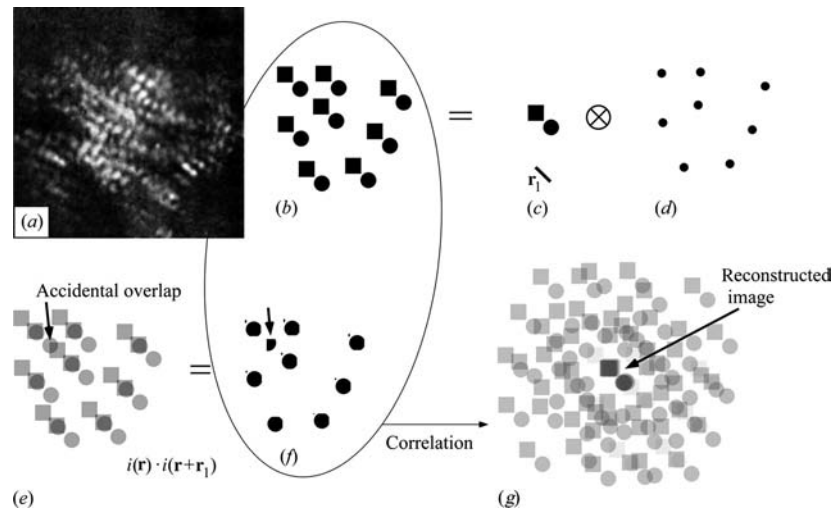 (a)
(b)
=
r₁
(c)
⊗
(d)
Accidental overlap
=
i(r) · i(r+r₁)
(e)
(f)
Correlation
Reconstructed
image
(g)